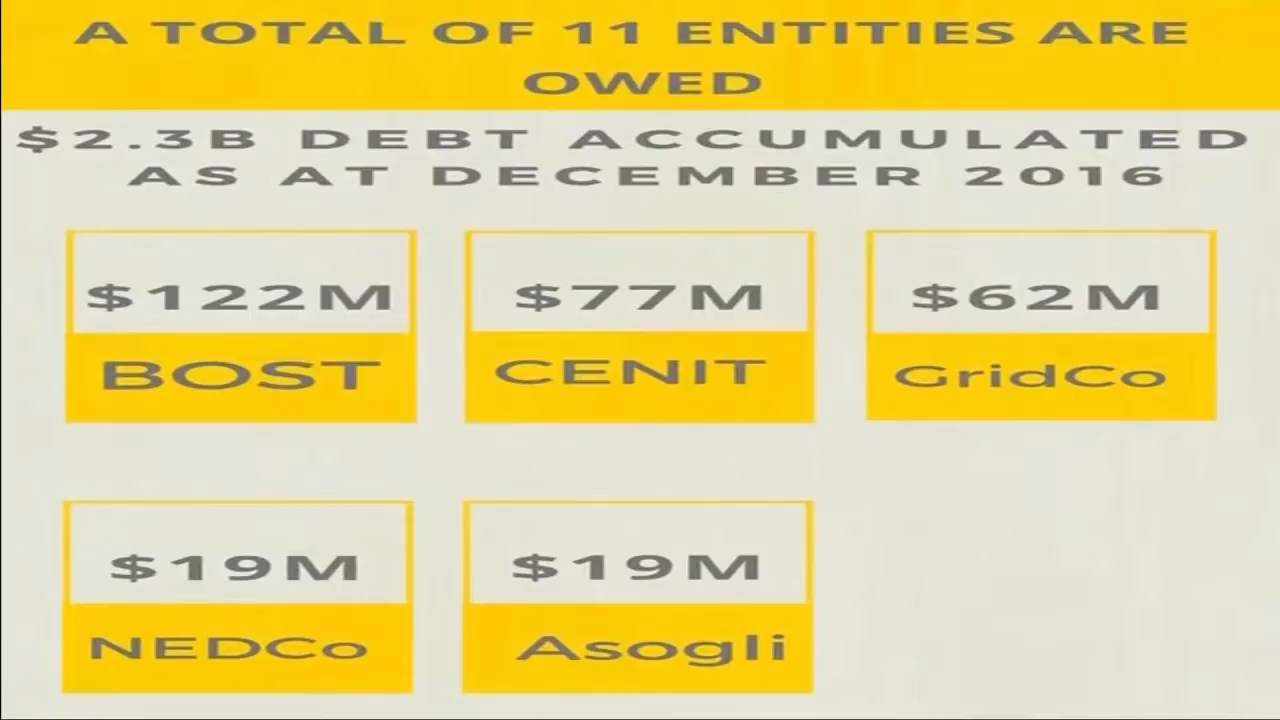 A TOTAL OF 11 ENTITIES ARE
OWED
$2.3B DEBT ACCUMULATED
AS AT DECEMBER 2016
$122M
BOST
$77M
CENIT
$62M
GridCo
$19M
NEDCo
$19M
Asogli